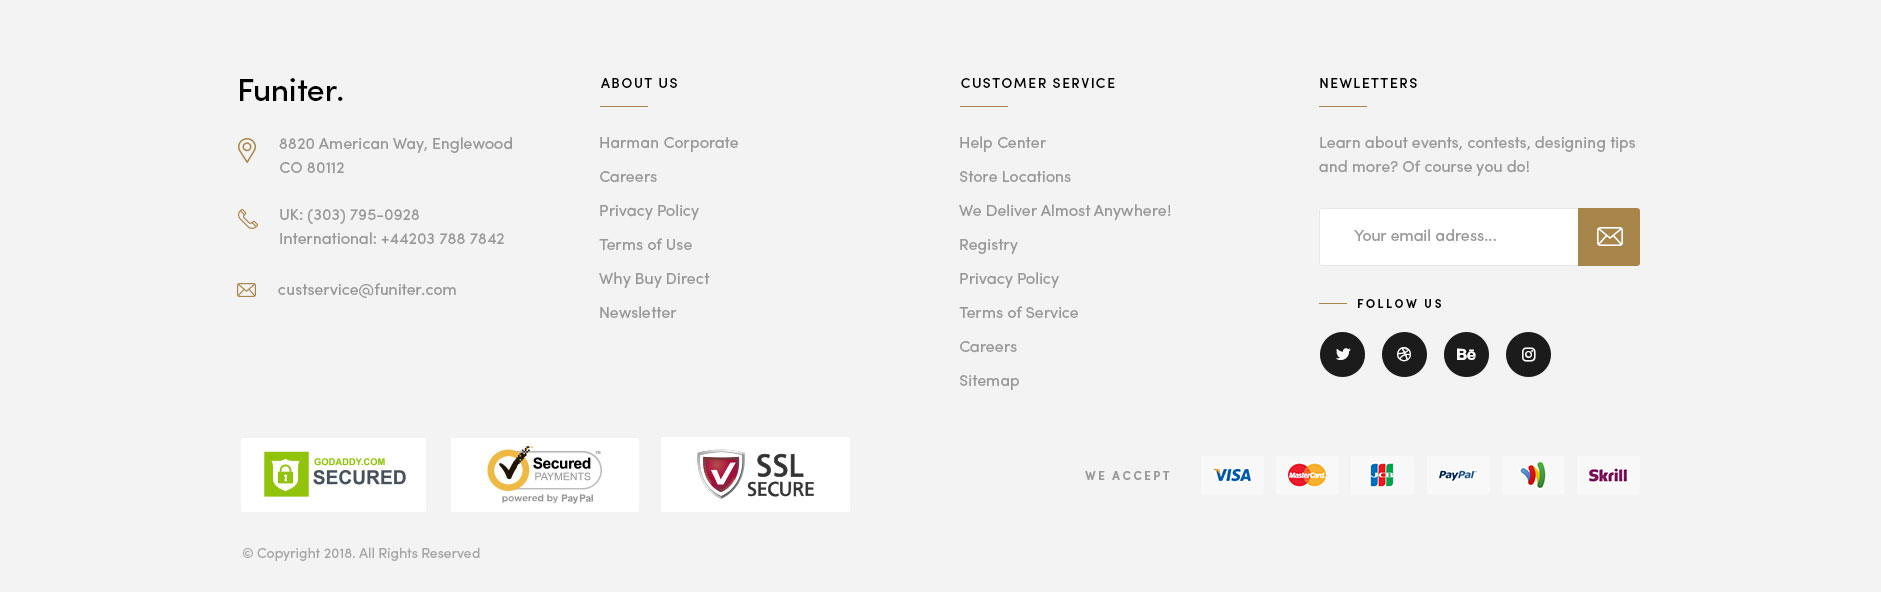 Funiter.
8820 American Way, Englewood
CO 80112
UK: (303) 795-0928
International: +44203 788 7842
custservice@funiter.com
ABOUT US
Harman Corporate
Careers
Privacy Policy
Terms of Use
Why Buy Direct
Newsletter
CUSTOMER SERVICE
Help Center
Store Locations
We Deliver Almost Anywhere!
Registry
Privacy Policy
Terms of Service
Careers
Sitemap
NEWLETTERS
Learn about events, contests, designing tips
and more? Of course you do!
Your email adress...
FOLLOW US
Bē
GODADDY.COM
SECURED
Secured
PAYMENTS
powered by PayPal
SSL
SECURE
WE ACCEPT
VISA
MasterCard
JCB
PayPal
Skrill
© Copyright 2018. All Rights Reserved